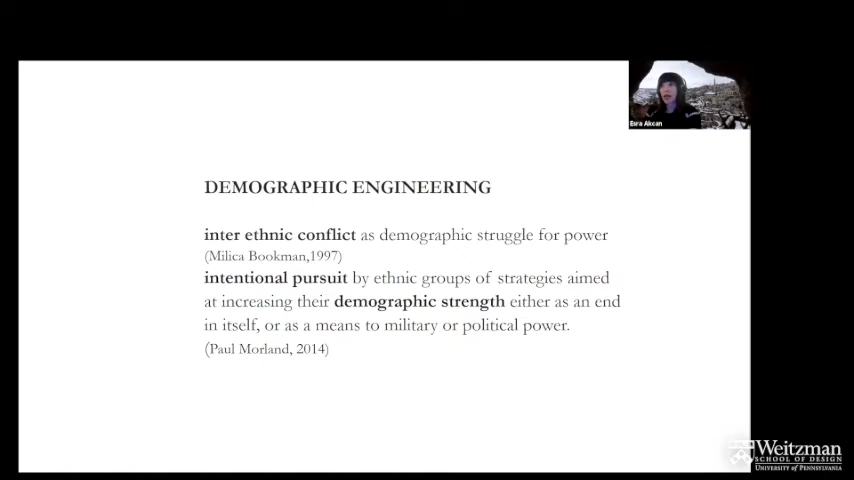 Esra Akcan
DEMOGRAPHIC ENGINEERING
inter ethnic conflict as demographic struggle for power
(Milica Bookman,1997)
intentional pursuit by ethnic groups of strategies aimed
at increasing their demographic strength either as an end
in itself, or as a means to military or political power.
(Paul Morland, 2014)
Weitzman
SCHOOL OF DESIGN
UNIVERSITY OF PENNSYLVANIA